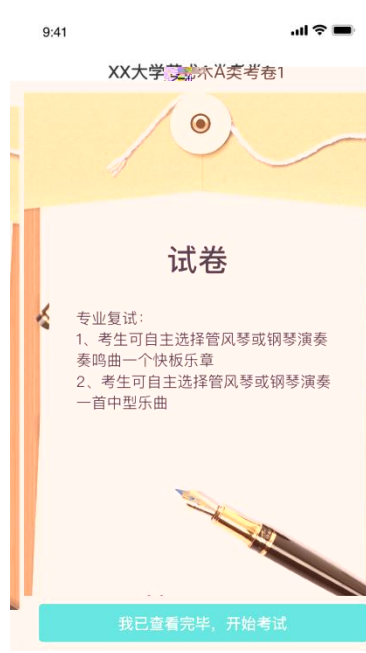 9:41
XX大学艺术A类考卷1
试卷
专业复试：
1、考生可自主选择管风琴或钢琴演奏
奏鸣曲一个快板乐章
2、考生可自主选择管风琴或钢琴演奏
一首中型乐曲
我已查看完毕，开始考试